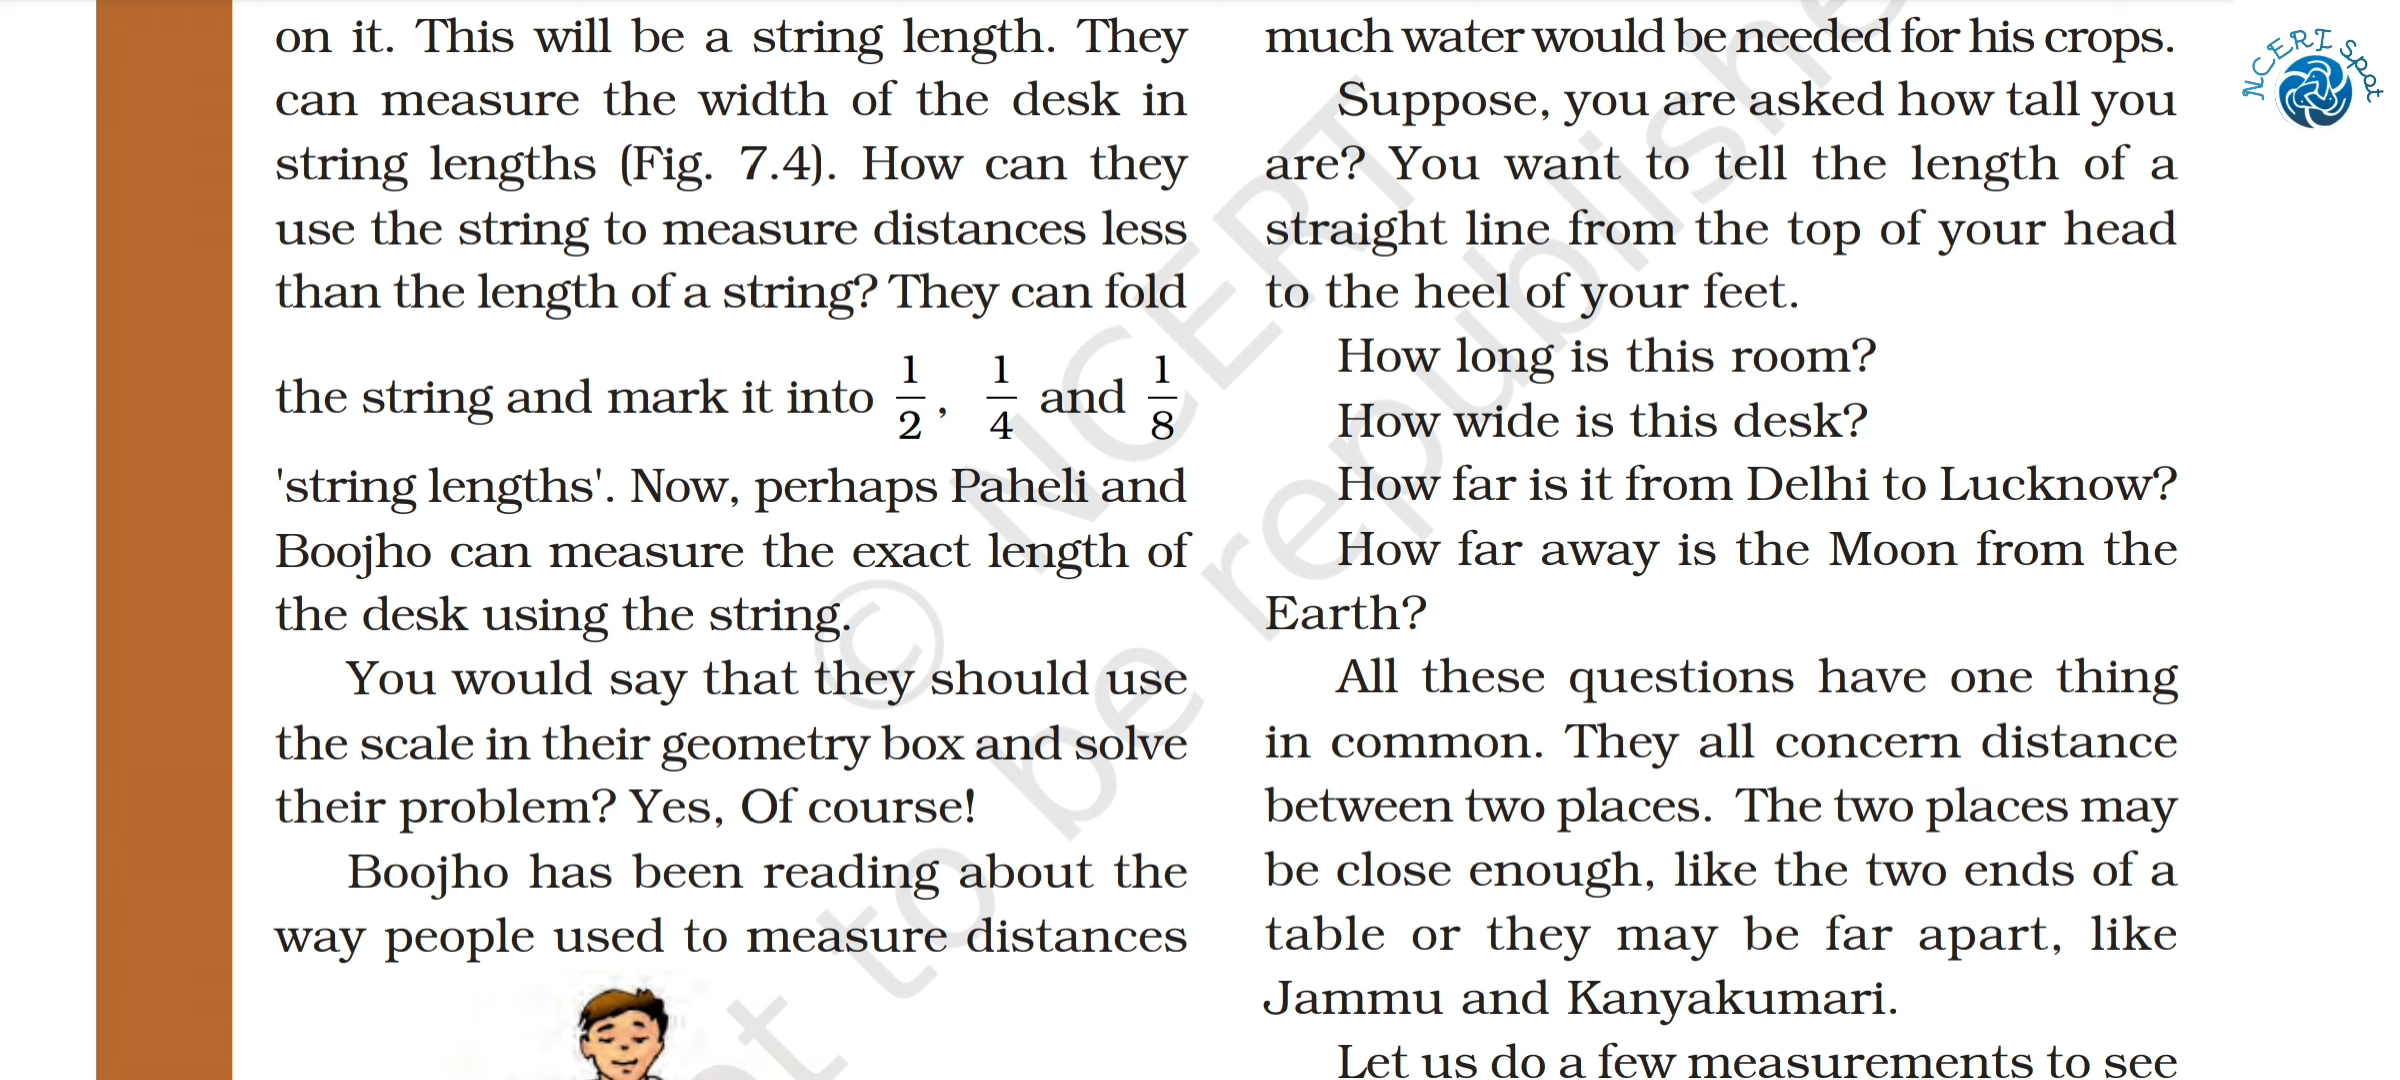 on it. This will be a string length. They
can measure the width of the desk in
string lengths (Fig. 7.4). How can they
use the string to measure distances less
than the length of a string? They can fold
the string and mark it into 1/2, 1/4 and 1/8
'string lengths'. Now, perhaps Paheli and
Boojho can measure the exact length of
the desk using the string.
You would say that they should use
the scale in their geometry box and solve
their problem? Yes, Of course!
Boojho has been reading about the
way people used to measure distances
much water would be needed for his crops.
Suppose, you are asked how tall you
are? You want to tell the length of a
straight line from the top of your head
to the heel of your feet.
How long is this room?
How wide is this desk?
How far is it from Delhi to Lucknow?
How far away is the Moon from the
Earth?
All these questions have one thing
in common. They all concern distance
between two places. The two places may
be close enough, like the two ends of a
table or they may be far apart, like
Jammu and Kanyakumari.
Let us do a few measurements to see
© NCERT
to be republished
NCERT Spot